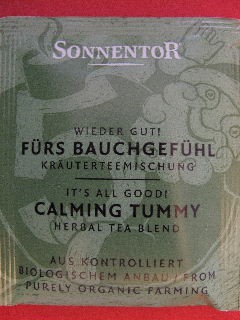 SONNENTOR
WIEDER GUT!
FÜRS BAUCHGEFÜHL
KRÄUTERTEEMISCHUNG
IT'S ALL GOOD!
CALMING TUMMY
HERBAL TEA BLEND
AUS KONTROLLIERT
BIOLOGISCHEM ANBAU / FROM
PURELY ORGANIC FARMING